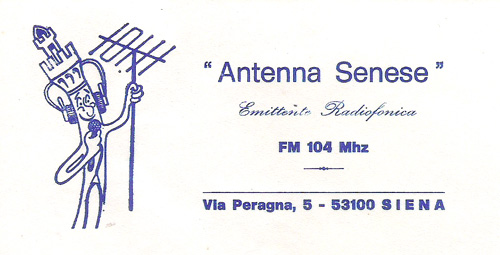 " Antenna Senese "
Emittente Radiofonica
FM 104 Mhz
Via Peragna, 5 - 53100 SIENA